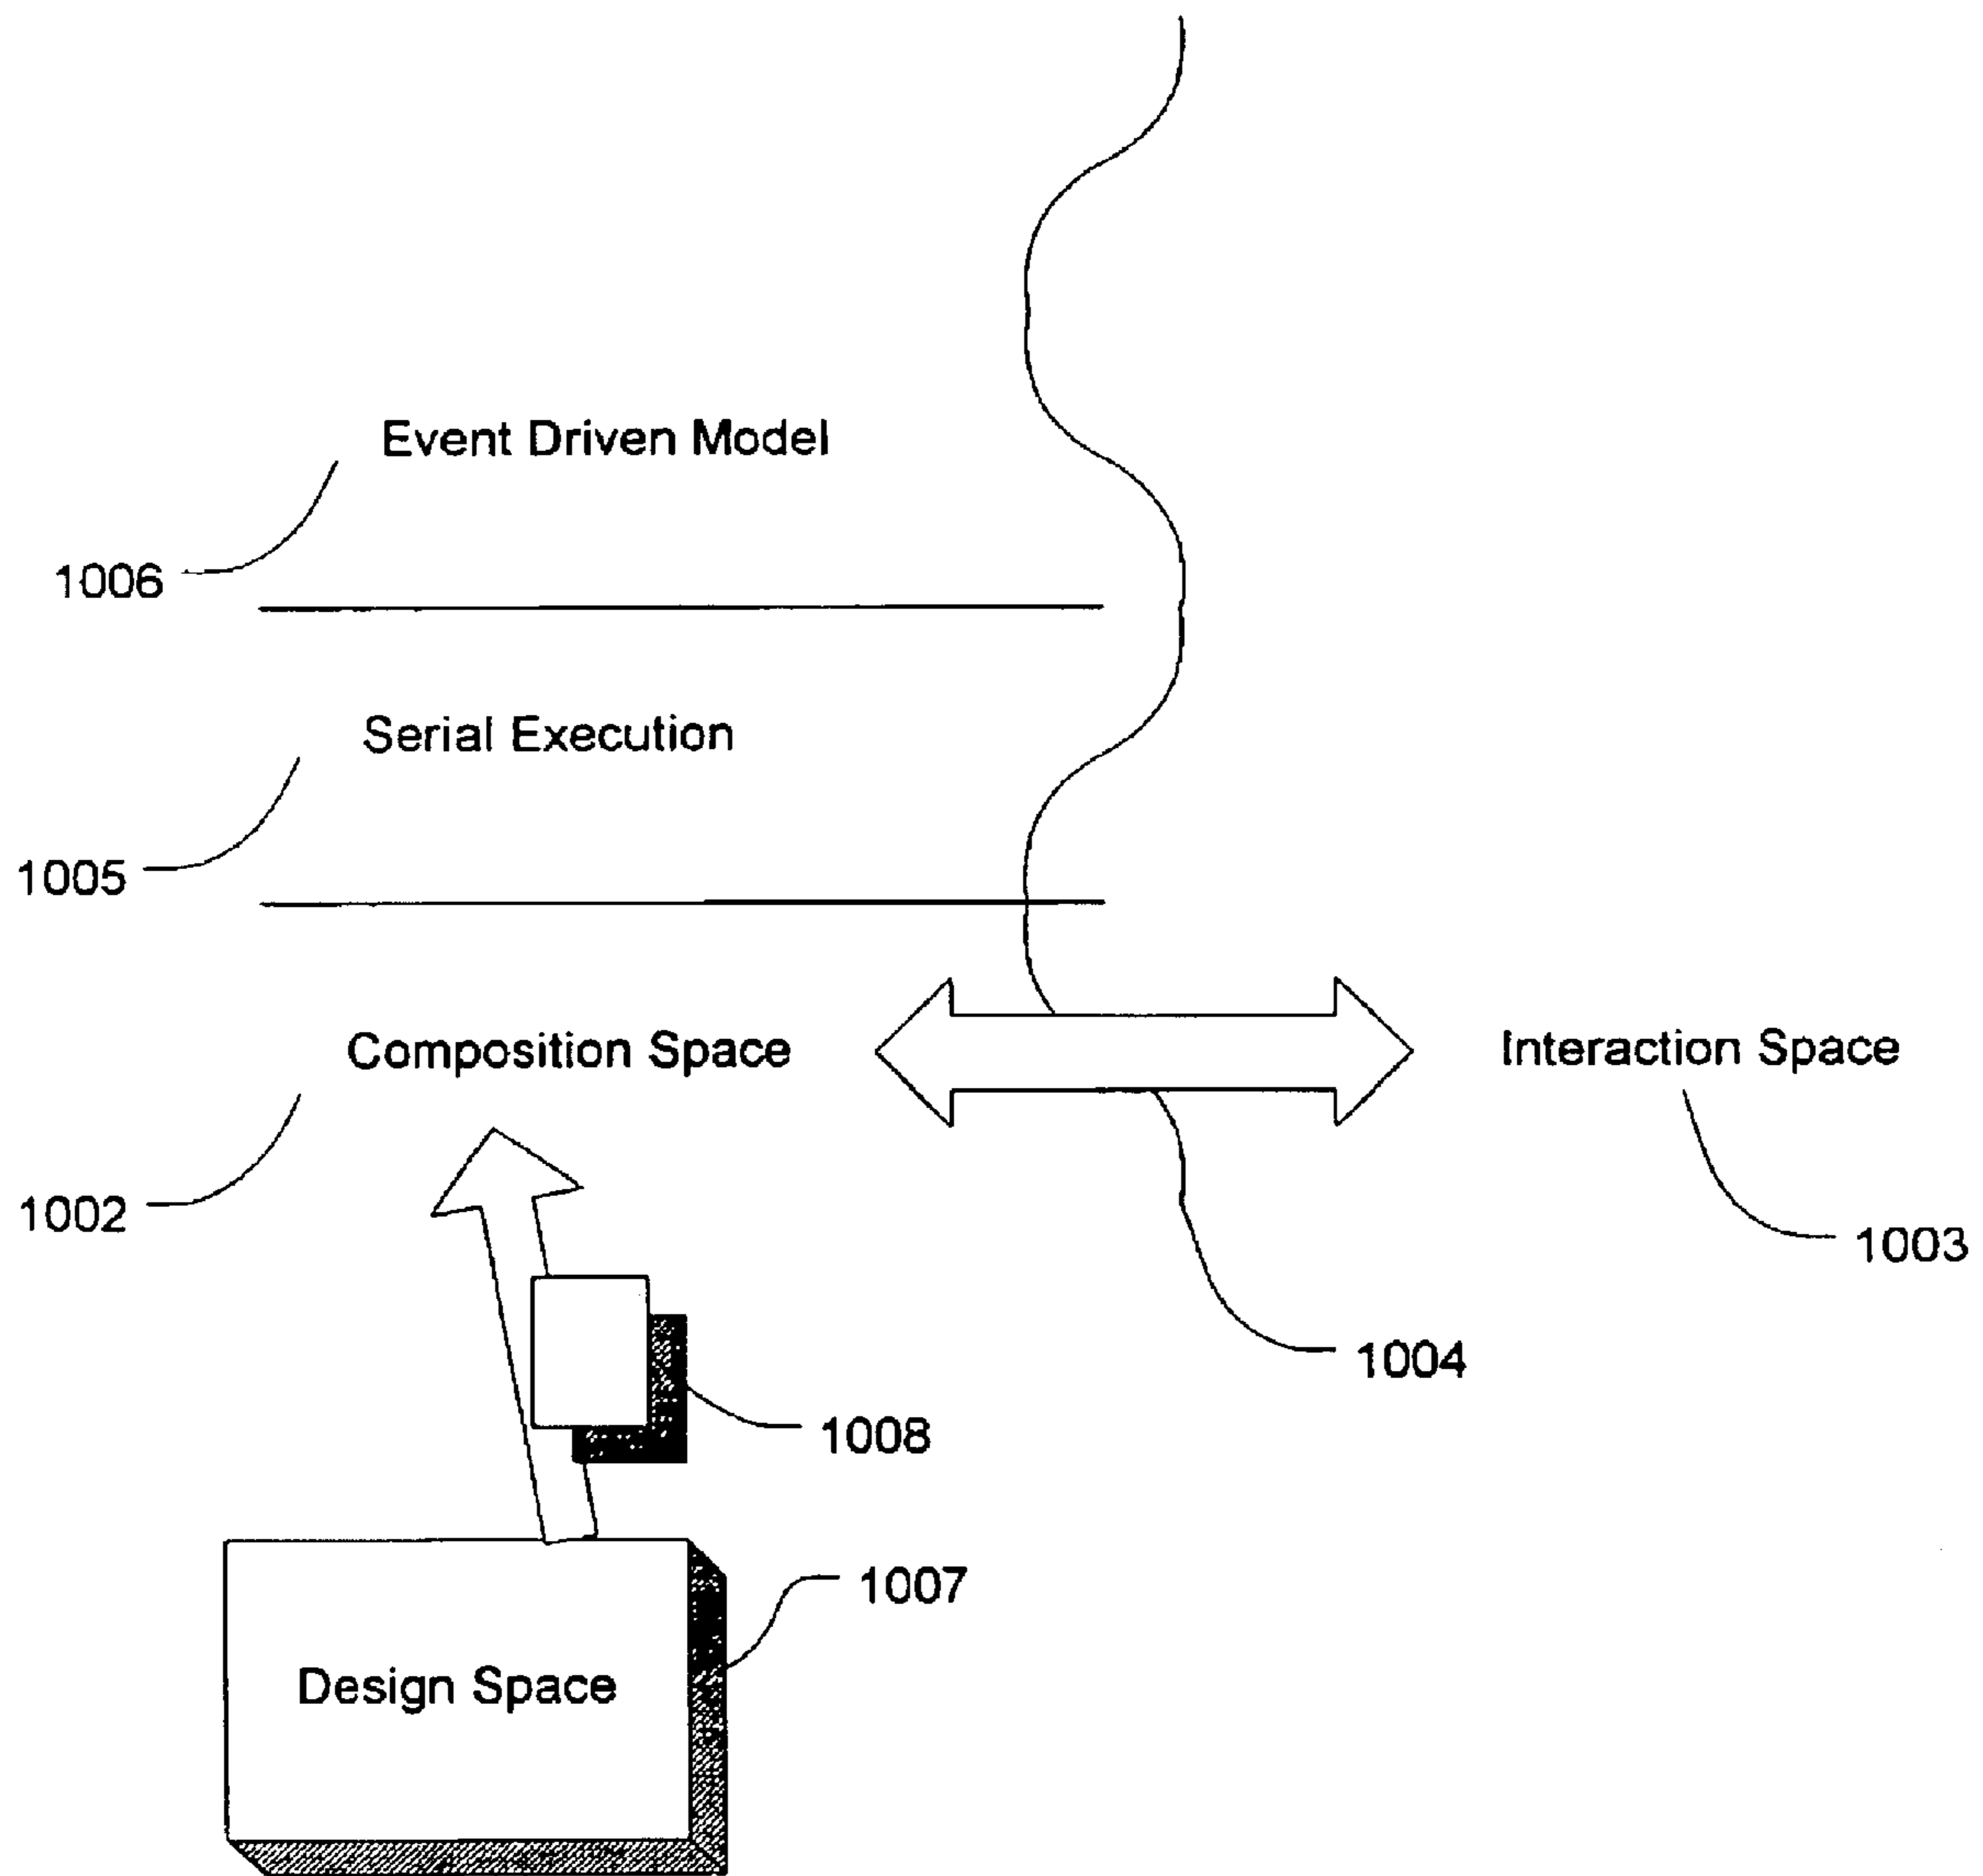 Event Driven Model
1006
Serial Execution
1005
Composition Space
Interaction Space
1002
1003
1004
1008
1007
Design Space